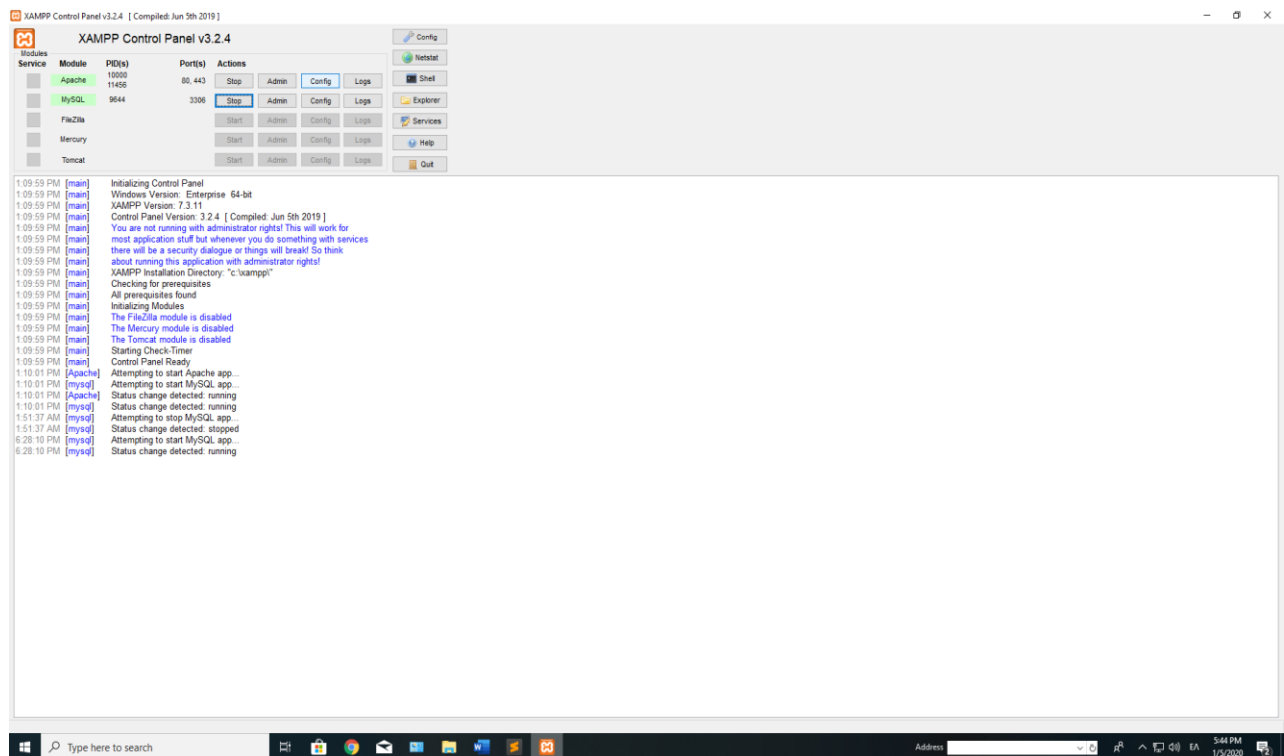 XAMPP Control Panel v3.2.4 [ Compiled: Jun 5th 2019 ]
XAMPP Control Panel v3.2.4
Config
Modules
Service Module PID(s) Port(s) Actions
Netstat
Apache 10000 11456 80, 443 Stop Admin Config Logs
Shell
MySQL 9644 3306 Stop Admin Config Logs
Explorer
FileZilla Start Admin Config Logs
Services
Mercury Start Admin Config Logs
Help
Tomcat Start Admin Config Logs
Quit
1:09:59 PM [main] Initializing Control Panel
1:09:59 PM [main] Windows Version: Enterprise 64-bit
1:09:59 PM [main] XAMPP Version: 7.3.11
1:09:59 PM [main] Control Panel Version: 3.2.4 [ Compiled: Jun 5th 2019 ]
1:09:59 PM [main] You are not running with administrator rights! This will work for
1:09:59 PM [main] most application stuff but whenever you do something with services
1:09:59 PM [main] there will be a security dialogue or things will break! So think
1:09:59 PM [main] about running this application with administrator rights!
1:09:59 PM [main] XAMPP Installation Directory: "c:\xampp\"
1:09:59 PM [main] Checking for prerequisites
1:09:59 PM [main] All prerequisites found
1:09:59 PM [main] Initializing Modules
1:09:59 PM [main] The FileZilla module is disabled
1:09:59 PM [main] The Mercury module is disabled
1:09:59 PM [main] The Tomcat module is disabled
1:09:59 PM [main] Starting Check-Timer
1:09:59 PM [main] Control Panel Ready
1:10:01 PM [Apache] Attempting to start Apache app...
1:10:01 PM [mysql] Attempting to start MySQL app...
1:10:01 PM [Apache] Status change detected: running
1:10:01 PM [mysql] Status change detected: running
1:51:37 AM [mysql] Attempting to stop MySQL app...
1:51:37 AM [mysql] Status change detected: stopped
6:28:10 PM [mysql] Attempting to start MySQL app...
6:28:10 PM [mysql] Status change detected: running
Type here to search
Address
ΕΛ
5:44 PM
1/5/2020